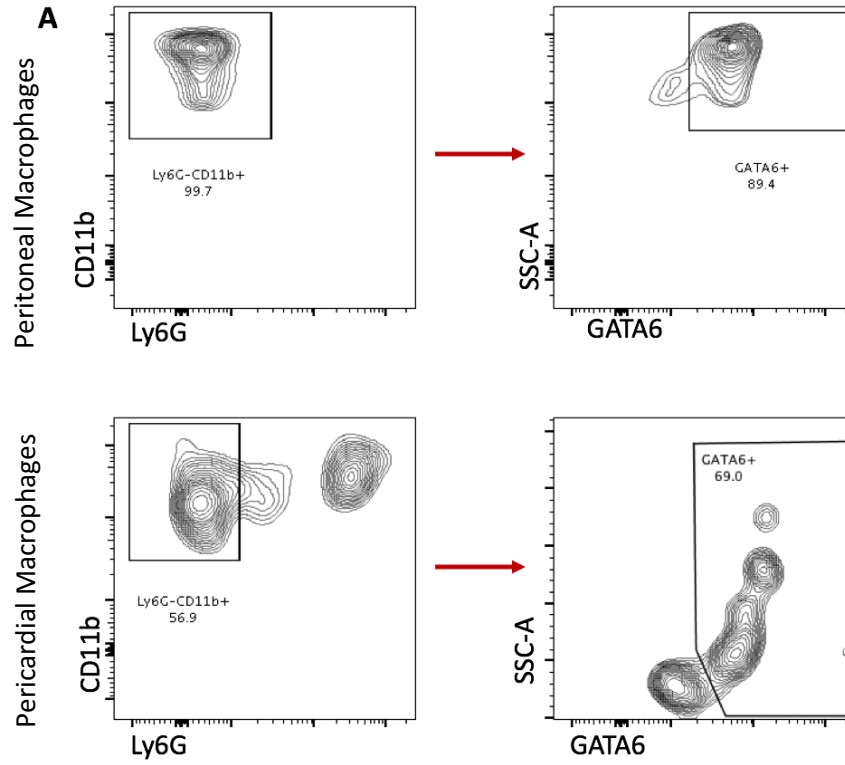 A
Peritoneal Macrophages
CD11b
Ly6G-CD11b+
99.7
Ly6G
SSC-A
GATA6+
89.4
GATA6
Pericardial Macrophages
CD11b
Ly6G-CD11b+
56.9
Ly6G
SSC-A
GATA6+
69.0
GATA6